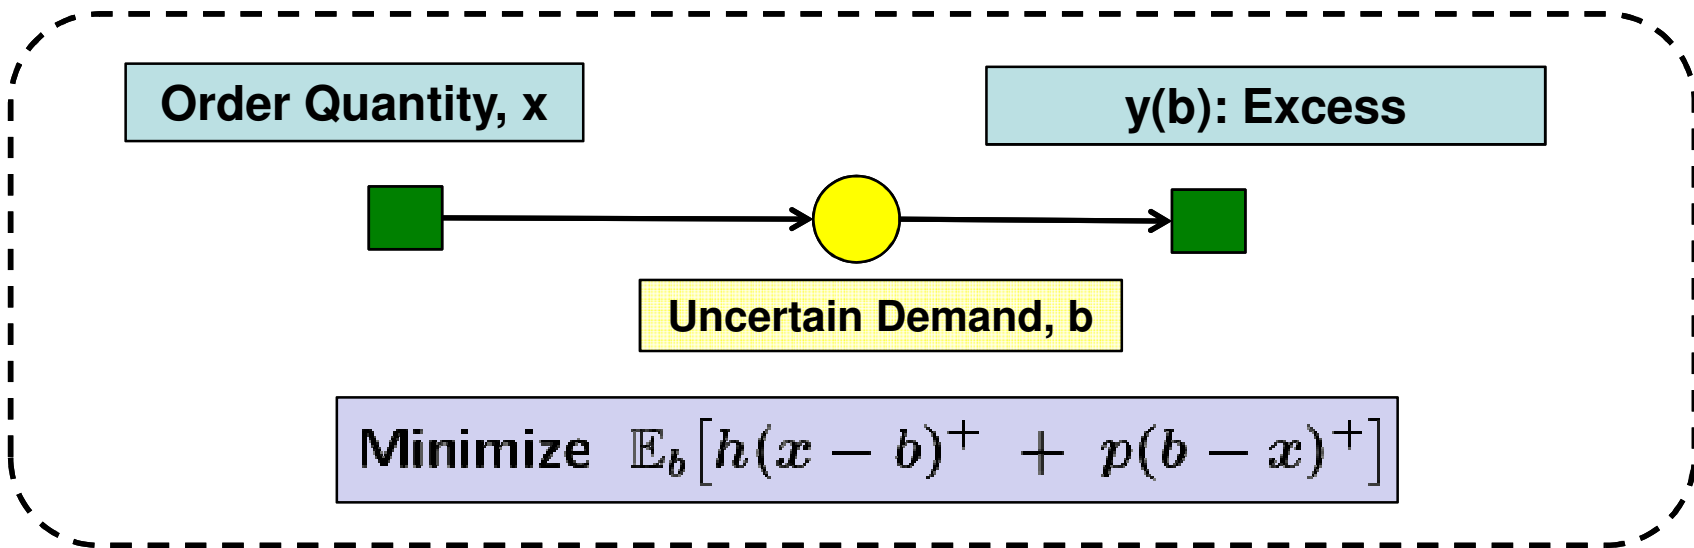 Order Quantity, x
y(b): Excess
Uncertain Demand, b
Minimize 𝔼_b[h(x − b)⁺ + p(b − x)⁺]